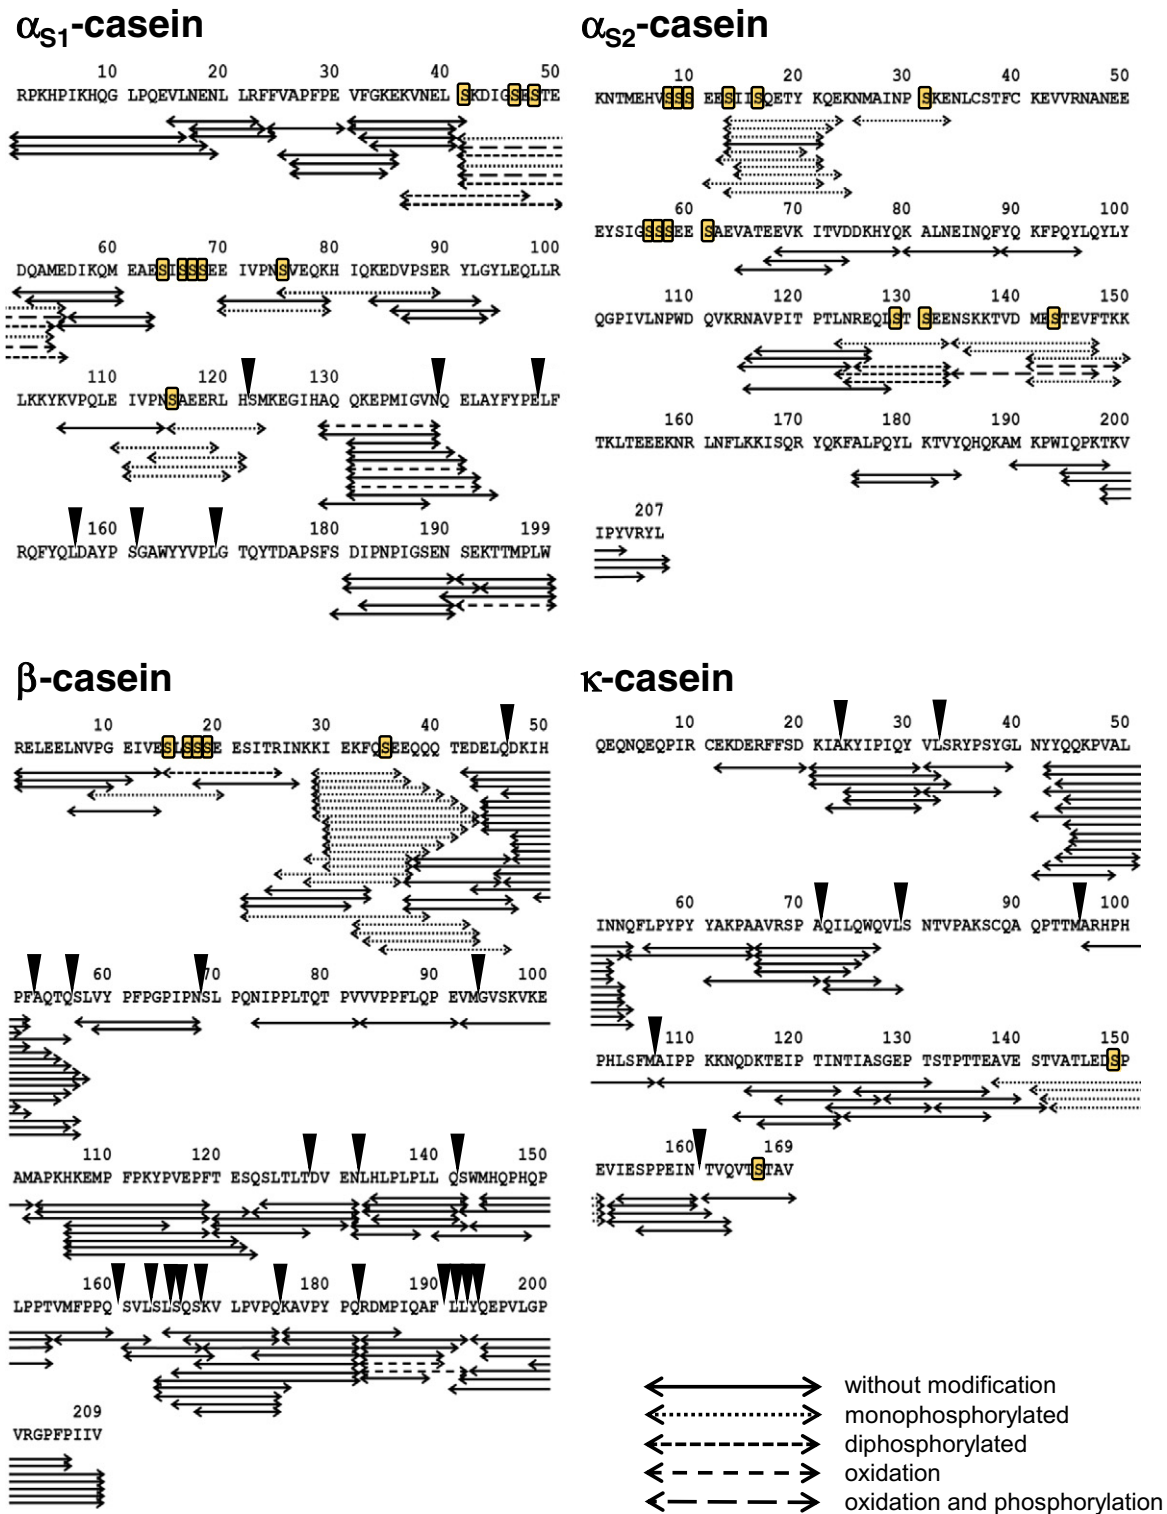 αS1-casein
10 20 30 40 50
RPKHPIKHQG LPQEVLNENL LRFFVAPFPE VFGKEKVNEL SKDIGSESTE
60 70 80 90 100
DQAMEDIKQM EAESISSSEE IVPNSVEQKH IQKEDVPSER YLGYLEQLLR
110 120 130
LKKYKVPQLE IVPNSAEERL HSMKEGIHAQ QKEPMIGVNQ ELAYFYPELF
160 180 190 199
RQFYQLDAYP SGAWYYVPLG TQYTDAPSFS DIPNPIGSEN SEKTTMPLW
αS2-casein
10 20 30 40 50
KNTMEHVSSS EESIISQETY KQEKNMAINP SKENLCSTFC KEVVRNANEE
60 70 80 90 100
EYSIGSSSEE SAEVATEEVK ITVDDKHYQK ALNEINQFYQ KFPQYLQYLY
110 120 130 140 150
QGPIVLNPWD QVKRNAVPIT PTLNREQLST SEENSKKTVD MESTEVFTKK
160 170 180 190 200
TKLTEEEKNR LNFLKKISQR YQKFALPQYL KTVYQHQKAM KPWIQPKTKV
207
IPYVRYL
β-casein
10 20 30 40 50
RELEELNVPG EIVESLSSSE ESITRINKKI EKFQSEEQQQ TEDELQDKIH
60 70 80 90 100
PFAQTQSLVY PFPGPIPNSL PQNIPPLTQT PVVVPPFLQP EVMGVSKVKE
110 120 140 150
AMAPKHKEMP FPKYPVEPFT ESQSLTLTDV ENLHLPLPLL QSWMHQPHQP
160 180 190 200
LPPTVMFPPQ SVLSLSQSKV LPVPQKAVPY PQRDMPIQAF LLYQEPVLGP
209
VRGPFPIIV
κ-casein
10 20 30 40 50
QEQNQEQPIR CEKDERFFSD KIAKYIPIQY VLSRYPSYGL NYYQQKPVAL
60 70 90 100
INNQFLPYPY YAKPAAVRSP AQILQWQVLS NTVPAKSCQA QPTTMARHPH
110 120 130 140 150
PHLSFMAIPP KKNQDKTEIP TINTIASGEP TSTPTTEAVE STVATLEDSP
160 169
EVIESPPEIN TVQVTSTAV
without modification
monophosphorylated
diphosphorylated
oxidation
oxidation and phosphorylation